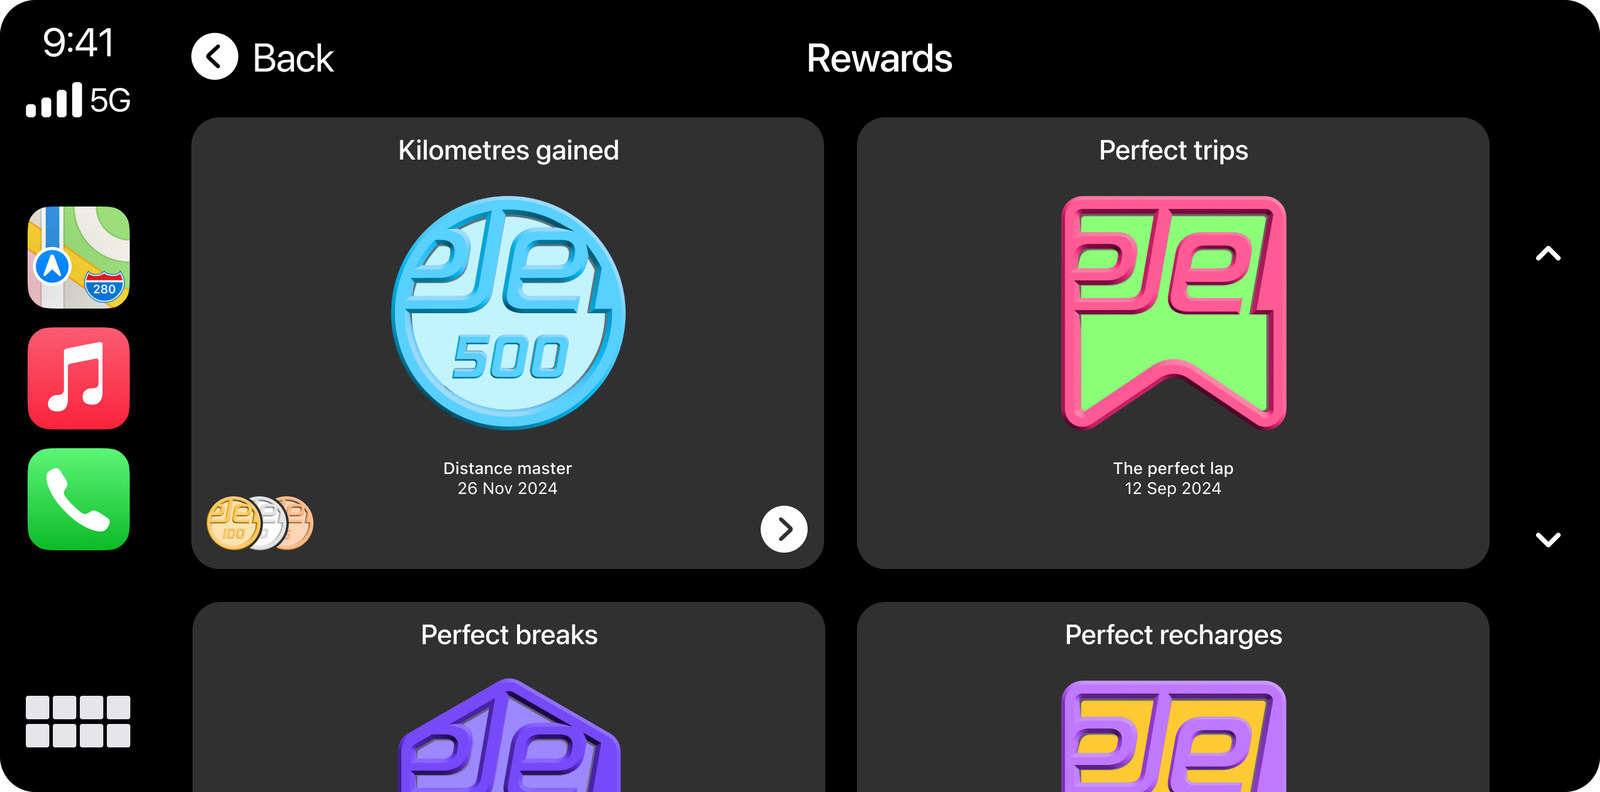 9:41
5G
280
Back
Rewards
Kilometres gained
500
Distance master
26 Nov 2024
100
Perfect trips
The perfect lap
12 Sep 2024
Perfect breaks
Perfect recharges